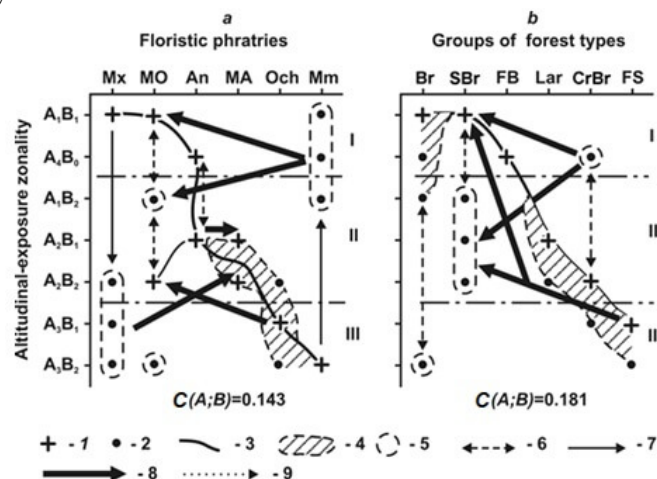 a
Floristic phratries
Mx MO An MA Och Mm
b
Groups of forest types
Br SBr FB Lar CrBr FS
Altitudinal-exposure zonality
A₁B₁
A₄B₀
A₁B₂
A₂B₁
A₂B₂
A₃B₁
A₃B₂
I
II
III
C(A;B)=0.143
I
II
II
C(A;B)=0.181
- 1 - 2 - 3 - 4 - 5 - 6 - 7
- 8 - 9